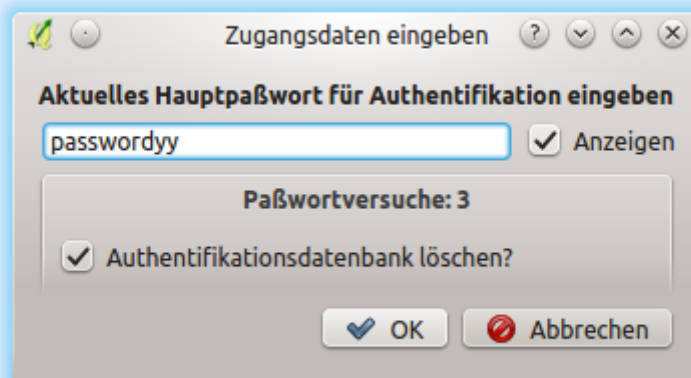 Zugangsdaten eingeben
Aktuelles Hauptpaßwort für Authentifikation eingeben
passwordyy Anzeigen
Paßwortversuche: 3
Authentifikationsdatenbank löschen?
OK Abbrechen